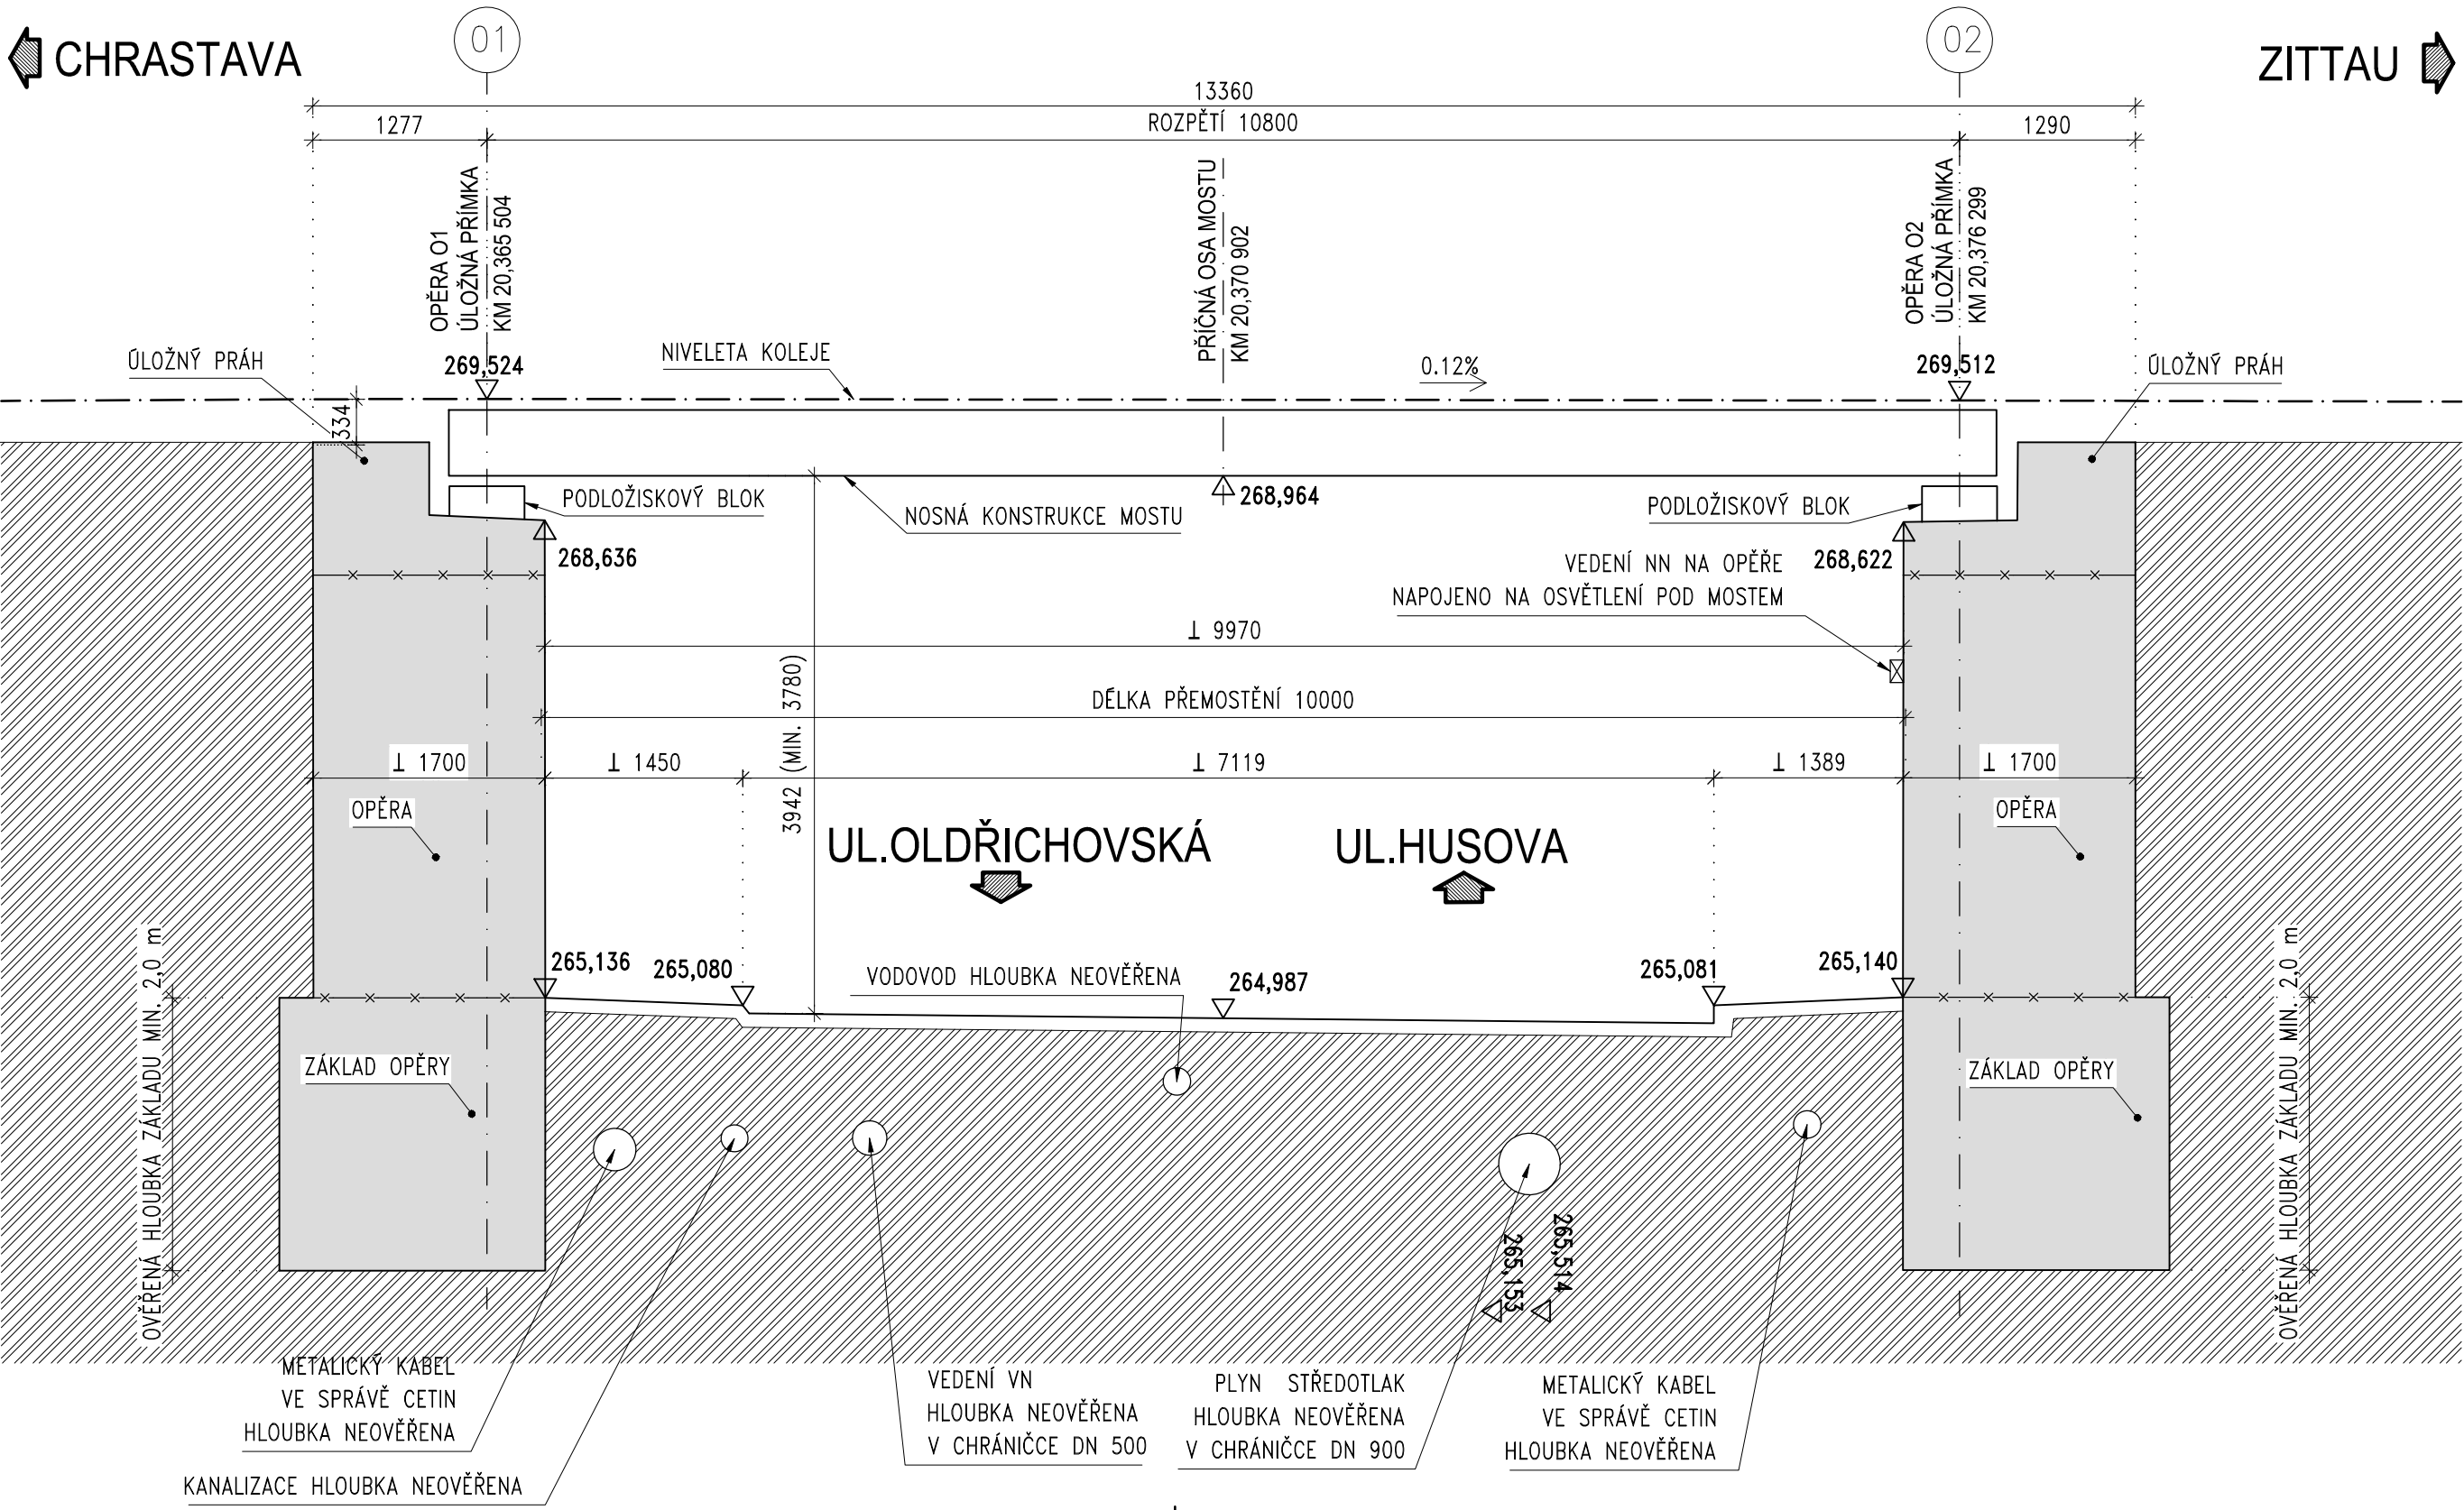 CHRASTAVA
01
02
ZITTAU
13360
1277
ROZPĚTÍ 10800
1290
OPĚRA O1
ÚLOŽNÁ PŘÍMKA
KM 20,365 504
PŘÍČNÁ OSA MOSTU
KM 20,370 902
OPĚRA O2
ÚLOŽNÁ PŘÍMKA
KM 20,376 299
ÚLOŽNÝ PRÁH
269,524
NIVELETA KOLEJE
0.12%
269,512
ÚLOŽNÝ PRÁH
334
PODLOŽISKOVÝ BLOK
268,964
NOSNÁ KONSTRUKCE MOSTU
PODLOŽISKOVÝ BLOK
268,636
VEDENÍ NN NA OPĚŘE
NAPOJENO NA OSVĚTLENÍ POD MOSTEM
268,622
⊥ 9970
3942 (MIN. 3780)
DÉLKA PŘEMOSTĚNÍ 10000
⊥ 1700
⊥ 1450
⊥ 7119
⊥ 1389
⊥ 1700
OPĚRA
OPĚRA
UL.OLDŘICHOVSKÁ
UL.HUSOVA
265,136
265,080
VODOVOD HLOUBKA NEOVĚŘENA
264,987
265,081
265,140
OVĚŘENÁ HLOUBKA ZÁKLADU MIN. 2,0 m
ZÁKLAD OPĚRY
ZÁKLAD OPĚRY
OVĚŘENÁ HLOUBKA ZÁKLADU MIN. 2,0 m
265,153
265,514
METALICKÝ KABEL
VE SPRÁVĚ CETIN
HLOUBKA NEOVĚŘENA
KANALIZACE HLOUBKA NEOVĚŘENA
VEDENÍ VN
HLOUBKA NEOVĚŘENA
V CHRÁNIČCE DN 500
PLYN STŘEDOTLAK
HLOUBKA NEOVĚŘENA
V CHRÁNIČCE DN 900
METALICKÝ KABEL
VE SPRÁVĚ CETIN
HLOUBKA NEOVĚŘENA